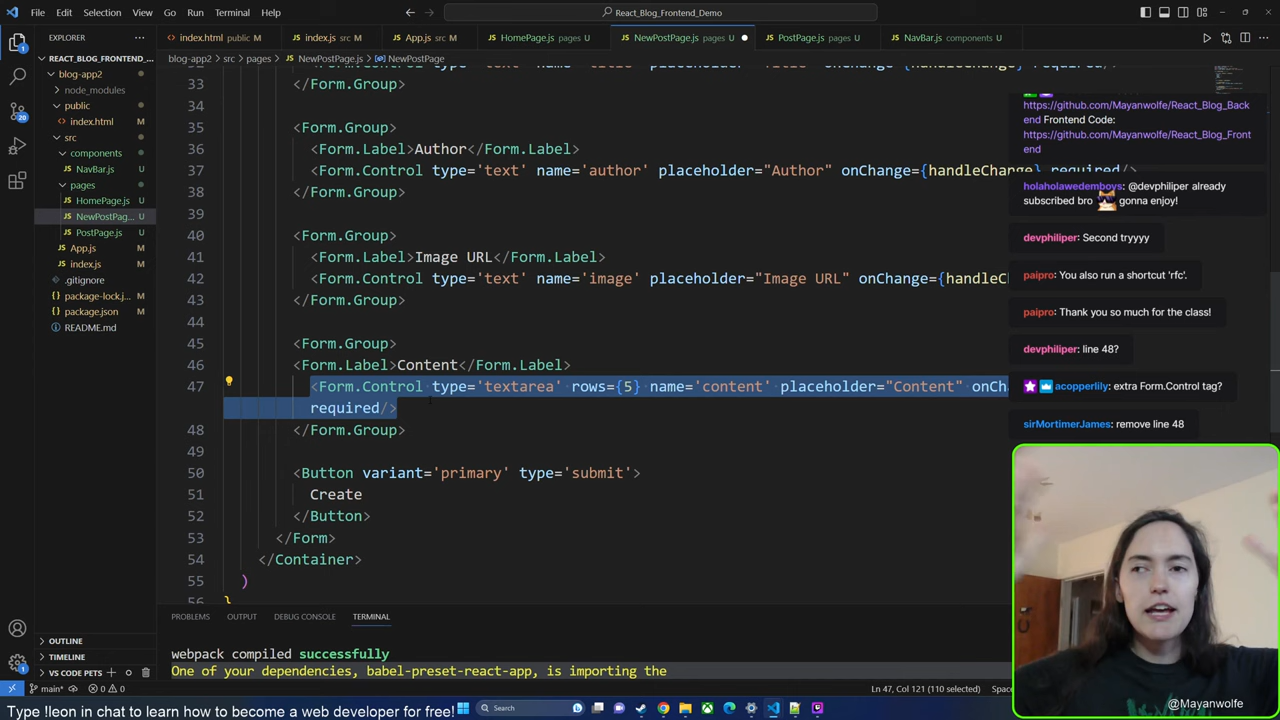 File Edit Selection View Go Run Terminal Help
React_Blog_Frontend_Demo
EXPLORER
index.html public M
index.js src M
App.js src M
HomePage.js pages U
NewPostPage.js pages U
PostPage.js pages U
NavBar.js components U
blog-app2 > src > pages > NewPostPage.js > NewPostPage
REACT_BLOG_FRONTEND_...
blog-app2
node_modules
public
index.html M
src
components
NavBar.js U
pages
HomePage.js U
NewPostPag... U
PostPage.js U
App.js M
index.js M
.gitignore
package-lock.j... M
package.json M
README.md
OUTLINE
TIMELINE
VS CODE PETS
33 </Form.Group>
34
35 <Form.Group>
36 <Form.Label>Author</Form.Label>
37 <Form.Control type='text' name='author' placeholder="Author" onChange={handleChange} required/>
38 </Form.Group>
39
40 <Form.Group>
41 <Form.Label>Image URL</Form.Label>
42 <Form.Control type='text' name='image' placeholder="Image URL" onChange={handleCh
43 </Form.Group>
44
45 <Form.Group>
46 <Form.Label>Content</Form.Label>
47 <Form.Control type='textarea' rows={5} name='content' placeholder="Content" onCh
required/>
48 </Form.Group>
49
50 <Button variant='primary' type='submit'>
51 Create
52 </Button>
53 </Form>
54 </Container>
55 )
56 }
https://github.com/Mayanwolfe/React_Blog_Back
end Frontend Code:
https://github.com/Mayanwolfe/React_Blog_Front
end
holaholawedemboys: @devphiliper already
subscribed bro gonna enjoy!
devphiliper: Second tryyyy
paipro: You also run a shortcut 'rfc'.
paipro: Thank you so much for the class!
devphiliper: line 48?
acopperlily: extra Form.Control tag?
sirMortimerJames: remove line 48
PROBLEMS OUTPUT DEBUG CONSOLE TERMINAL
webpack compiled successfully
One of your dependencies, babel-preset-react-app, is importing the
main* 0 0
Ln 47, Col 121 (110 selected)
Type !leon in chat to learn how to become a web developer for free!
Search
@Mayanwolfe